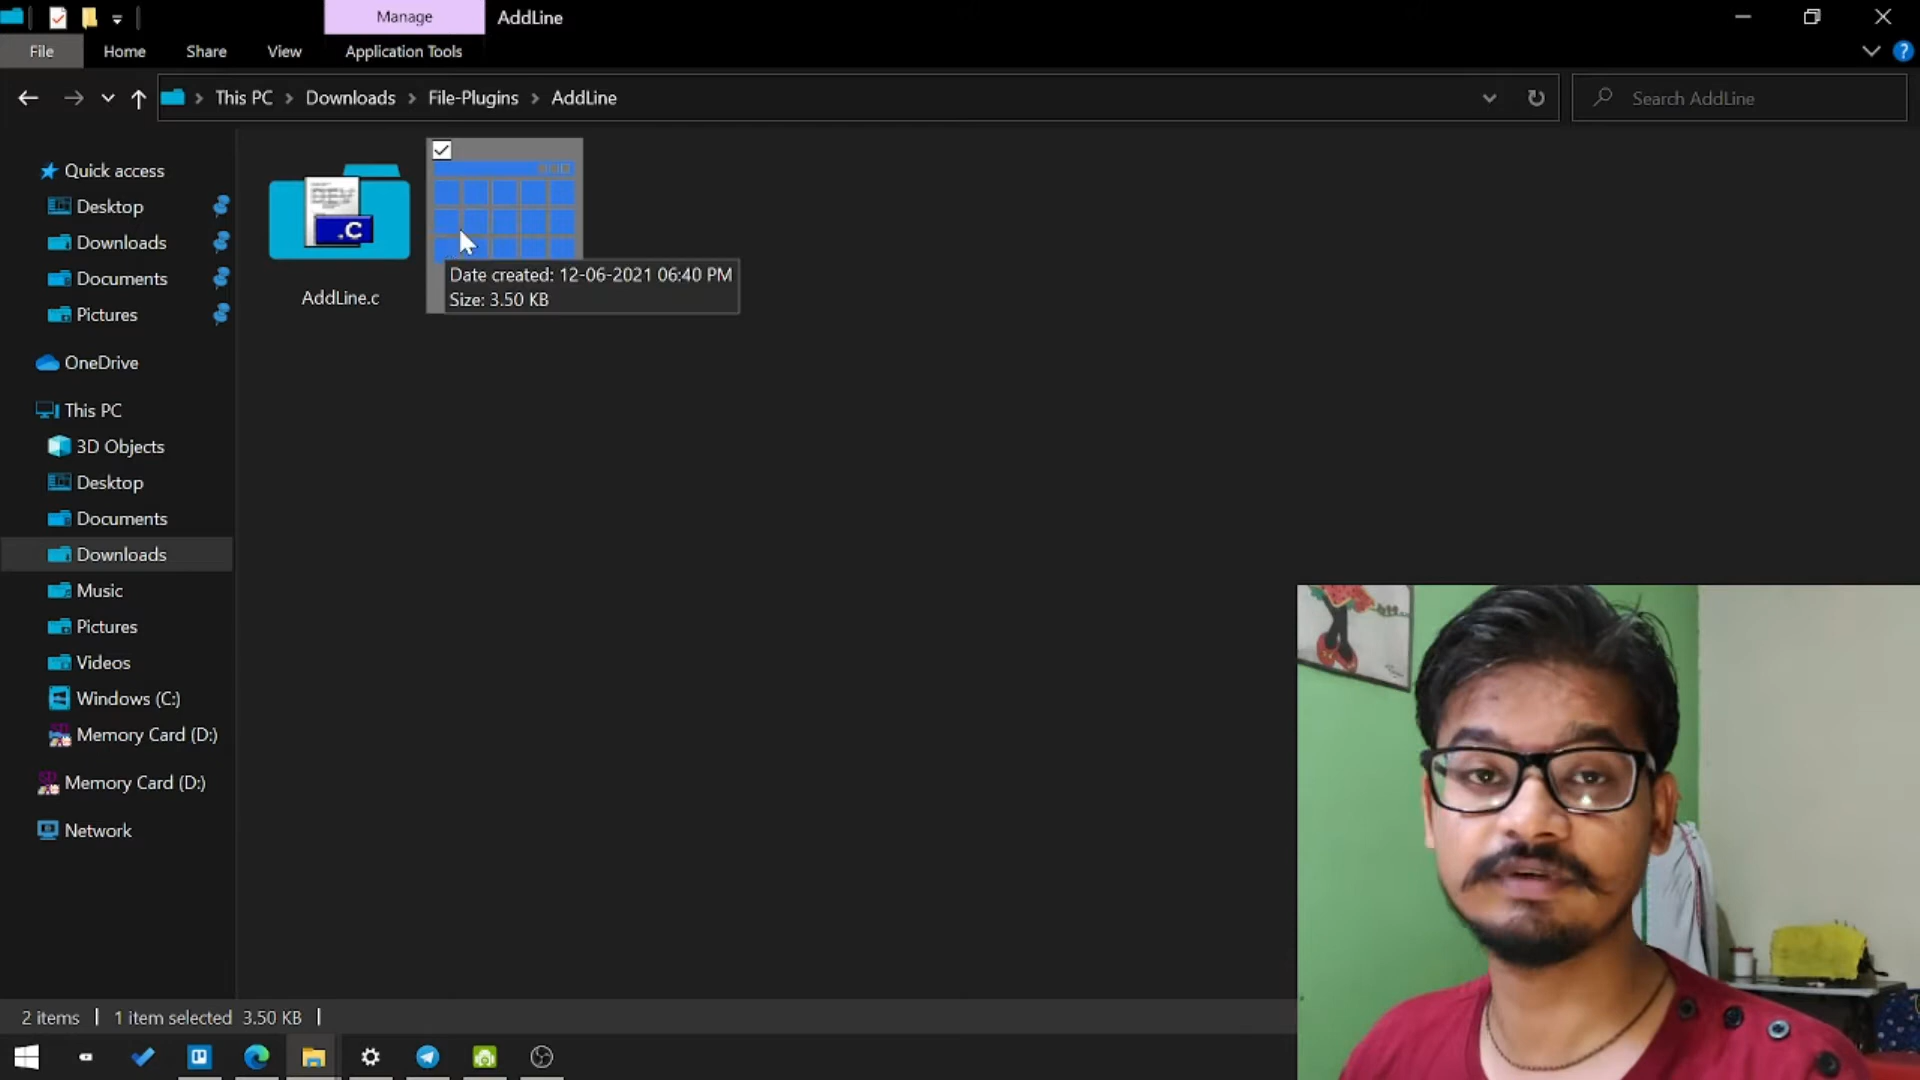 Manage
AddLine
File
Home
Share
View
Application Tools
This PC
Downloads
File-Plugins
AddLine
Search AddLine
Quick access
Desktop
Downloads
Documents
Pictures
OneDrive
This PC
3D Objects
Desktop
Documents
Downloads
Music
Pictures
Videos
Windows (C:)
Memory Card (D:)
Memory Card (D:)
Network
.C
AddLine.c
Date created: 12-06-2021 06:40 PM
Size: 3.50 KB
2 items
1 item selected 3.50 KB